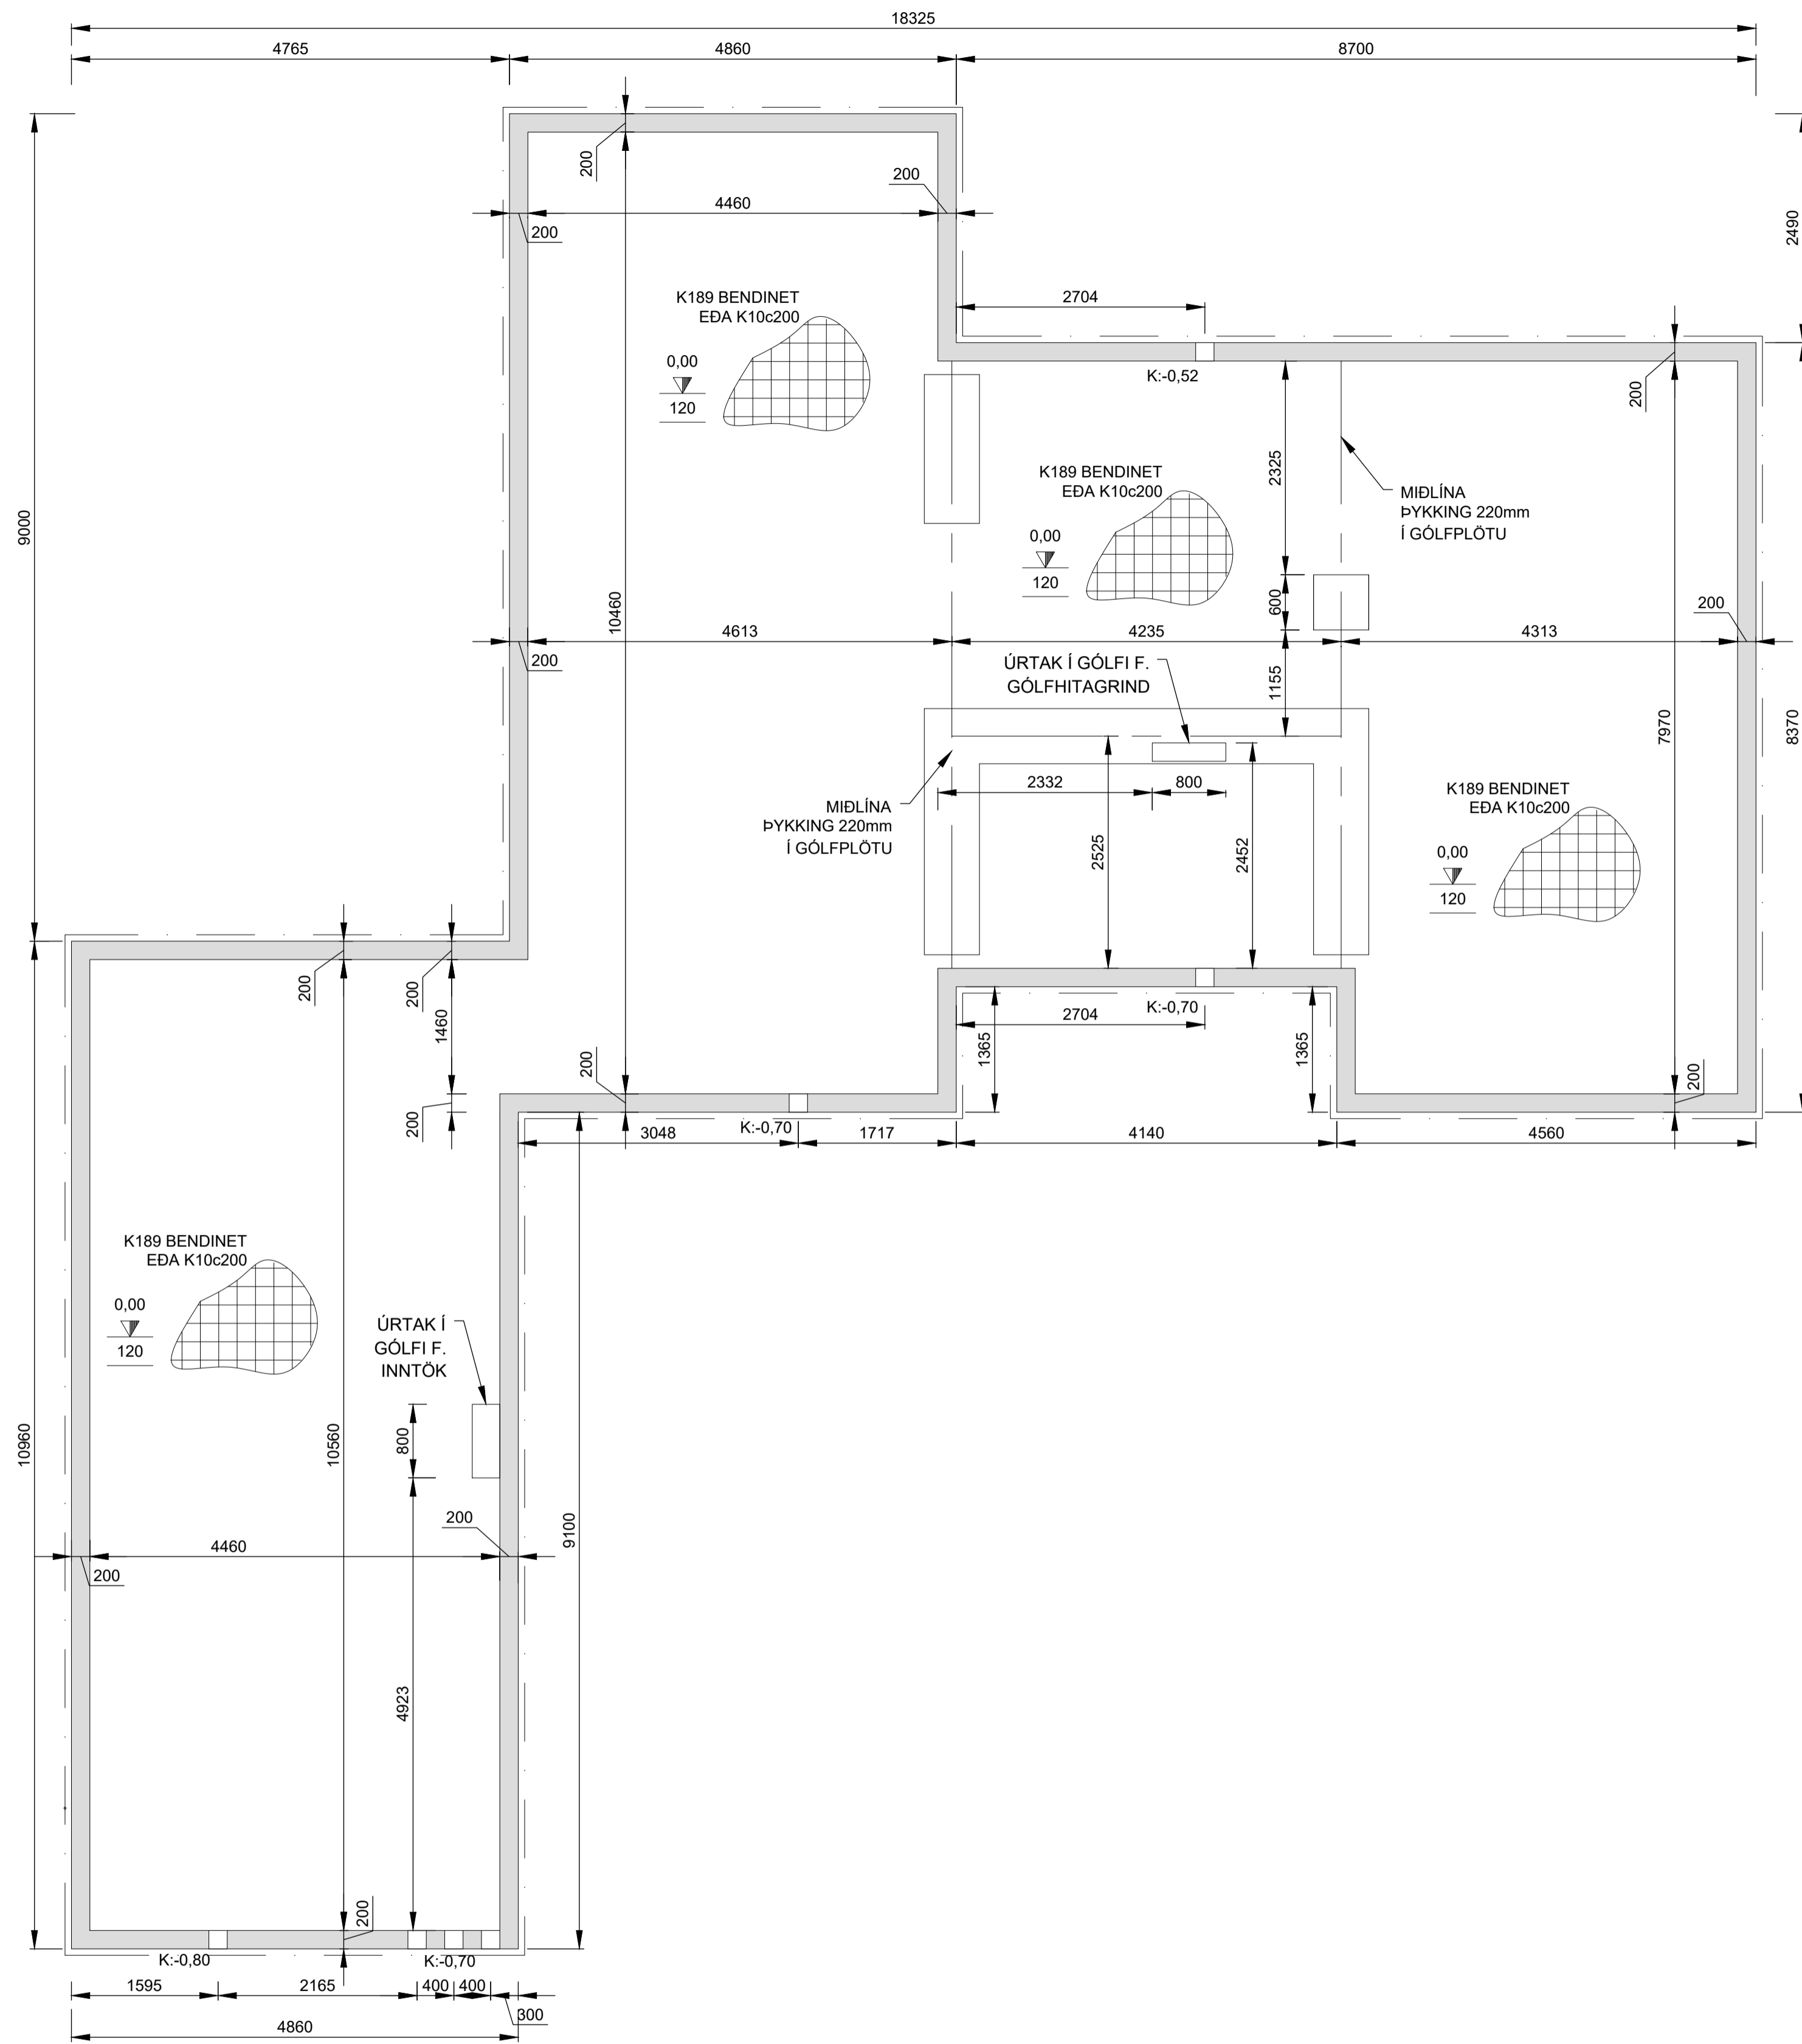 18325
4765
4860
8700
200
200
4460
200
2490
K189 BENDINET
EÐA K10c200
0,00
120
2704
K:-0,52
200
9000
K189 BENDINET
EÐA K10c200
0,00
120
2325
MIÐLÍNA
ÞYKKING 220mm
Í GÓLFPLÖTU
600
10460
200
4613
4235
4313
200
ÚRTAK Í GÓLFI F.
GÓLFHITAGRIND
1155
7970
8370
2332
800
MIÐLÍNA
ÞYKKING 220mm
Í GÓLFPLÖTU
2525
2452
K189 BENDINET
EÐA K10c200
0,00
120
200
200
1460
K:-0,70
2704
1365
1365
200
200
200
K:-0,70
3048
1717
4140
4560
K189 BENDINET
EÐA K10c200
0,00
120
ÚRTAK Í
GÓLFI F.
INNTÖK
10960
10560
800
200
9100
4460
200
4923
200
K:-0,80
K:-0,70
1595
2165
400
400
300
4860